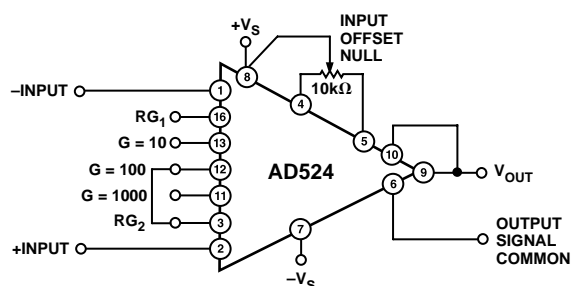 +VS
INPUT
OFFSET
NULL
8
10kΩ
–INPUT
1
4
RG1
16
5
G = 10
13
10
G = 100
12
AD524
9
VOUT
G = 1000
11
6
RG2
3
7
OUTPUT
SIGNAL
COMMON
+INPUT
2
–VS